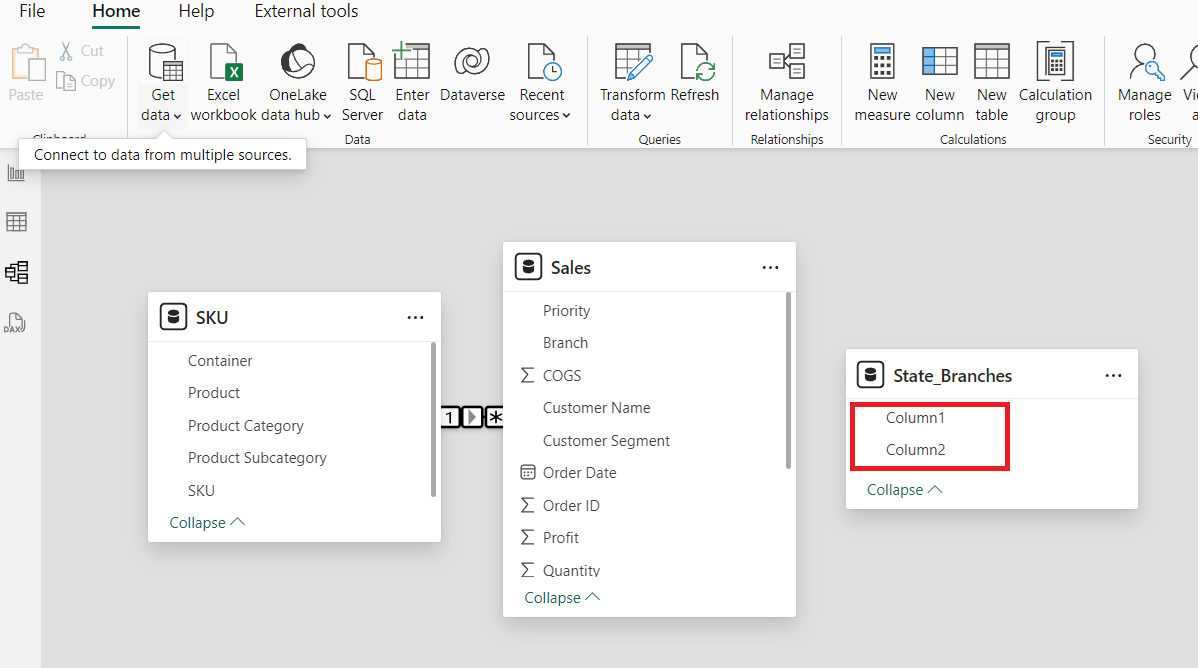 File Home Help External tools
Cut
Copy
Paste
Get data
Excel workbook
OneLake data hub
SQL Server
Enter data
Dataverse
Recent sources
Transform data
Refresh
Manage relationships
New measure
New column
New table
Calculation group
Manage roles
Data
Queries
Relationships
Calculations
Security
Connect to data from multiple sources.
DAX
SKU
Container
Product
Product Category
Product Subcategory
SKU
Collapse
1 *
Sales
Priority
Branch
COGS
Customer Name
Customer Segment
Order Date
Order ID
Profit
Quantity
Collapse
State_Branches
Column1
Column2
Collapse